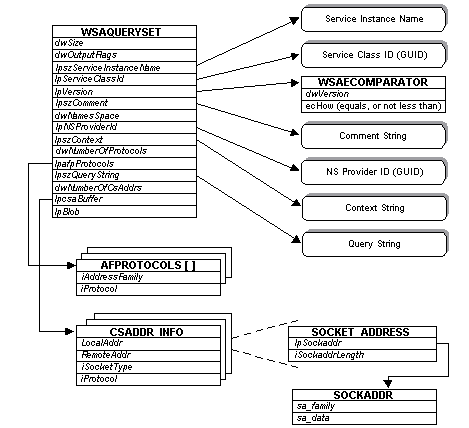 WSAQUERYSET
dwSize
dwOutputFlags
lpszServiceInstanceName
lpServiceClassId
lpVersion
lpszComment
dwNamesSpace
lpNSProviderId
lpszContext
dwNumberOfProtocols
lpafpProtocols
lpszQueryString
dwNumberOfCsAddrs
lpcsaBuffer
lpBlob
Service Instance Name
Service Class ID (GUID)
WSAECOMPARATOR
dwVersion
ecHow (equals, or not less than)
Comment String
NS Provider ID (GUID)
Context String
Query String
AFPROTOCOLS [ ]
iAddressFamily
iProtocol
CSADDR_INFO
LocalAddr
RemoteAddr
iSocketType
iProtocol
SOCKET_ADDRESS
lpSockaddr
iSockaddrLength
SOCKADDR
sa_family
sa_data